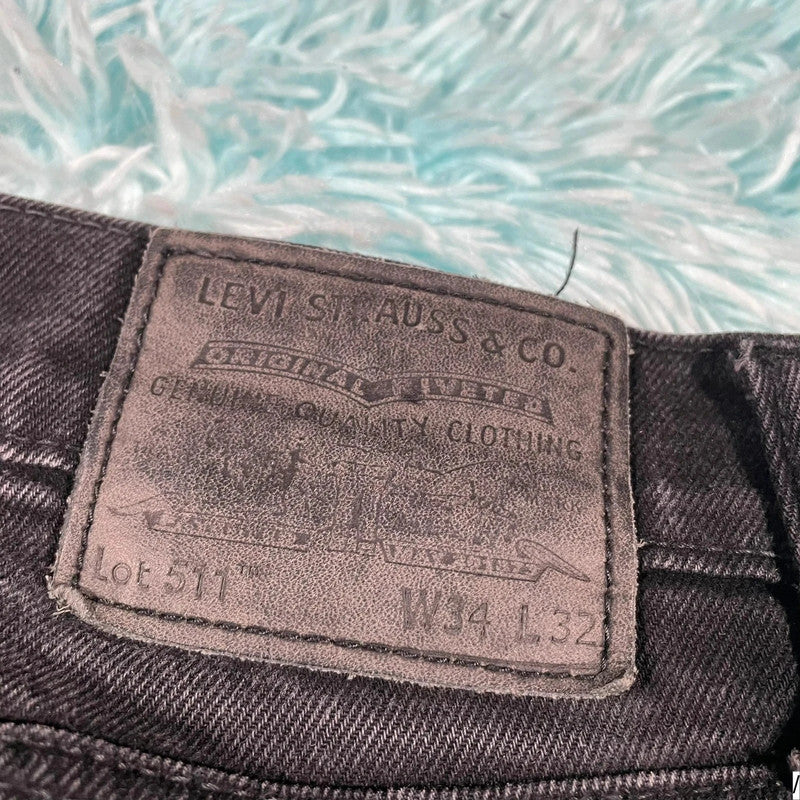 LEVI STRAUSS & CO.
ORIGINAL RIVETED
GENUINE QUALITY CLOTHING
Lot 511™
W34 L32